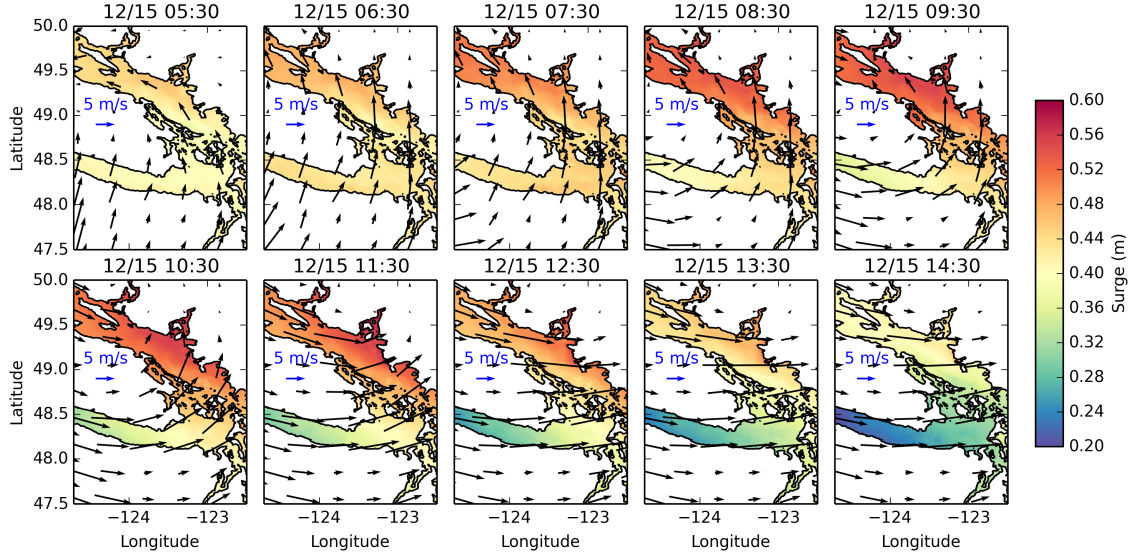 12/15 05:30 12/15 06:30 12/15 07:30 12/15 08:30 12/15 09:30
50.0
49.5
49.0
48.5
48.0
47.5
Latitude
5 m/s 5 m/s 5 m/s 5 m/s 5 m/s
12/15 10:30 12/15 11:30 12/15 12:30 12/15 13:30 12/15 14:30
50.0
49.5
49.0
48.5
48.0
47.5
Latitude
5 m/s 5 m/s 5 m/s 5 m/s 5 m/s
−124 −123 −124 −123 −124 −123 −124 −123 −124 −123
Longitude Longitude Longitude Longitude Longitude
0.60
0.56
0.52
0.48
0.44
0.40
0.36
0.32
0.28
0.24
0.20
Surge (m)